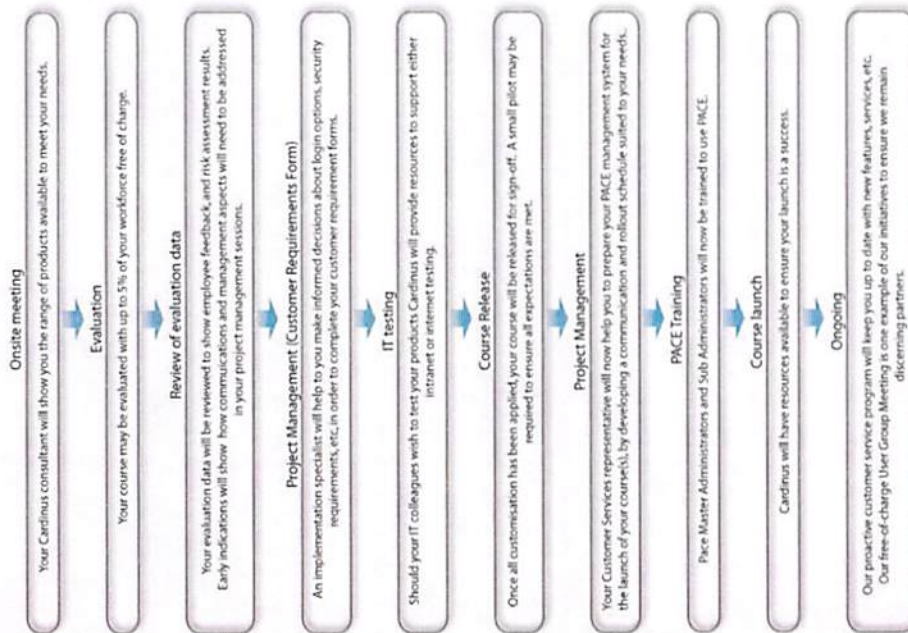 Onsite meeting
Your Cardinus consultant will show you the range of products available to meet your needs.
Evaluation
Your course may be evaluated with up to 5% of your workforce free of charge.
Review of evaluation data
Your evaluation data will be reviewed to show employee feedback, and risk assessment results.
Early indications will show how commuications and management aspects will need to be addressed
in your project management sessions.
Project Management (Customer Requirements Form)
An implementation specialist will help to you make informed decisions about login options, security
requirements, etc, in order to complete your customer requirement forms.
IT testing
Should your IT colleagues wish to test your products Cardinus will provide resources to support either
intranet or internet testing.
Course Release
Once all customisation has been applied, your course will be released for sign-off. A small pilot may be
required to ensure all expectations are met.
Project Management
Your Customer Services representative will now help you to prepare your PACE management system for
the launch of your course(s), by developing a communication and rollout schedule suited to your needs.
PACE Training
Pace Master Administrators and Sub Administrators will now be trained to use PACE.
Course launch
Cardinus will have resources available to ensure your launch is a success.
Ongoing
Our proactive customer service program will keep you up to date with new features, services, etc.
Our free-of-charge User Group Meeting is one example of our initiatives to ensure we remain
discerning partners.